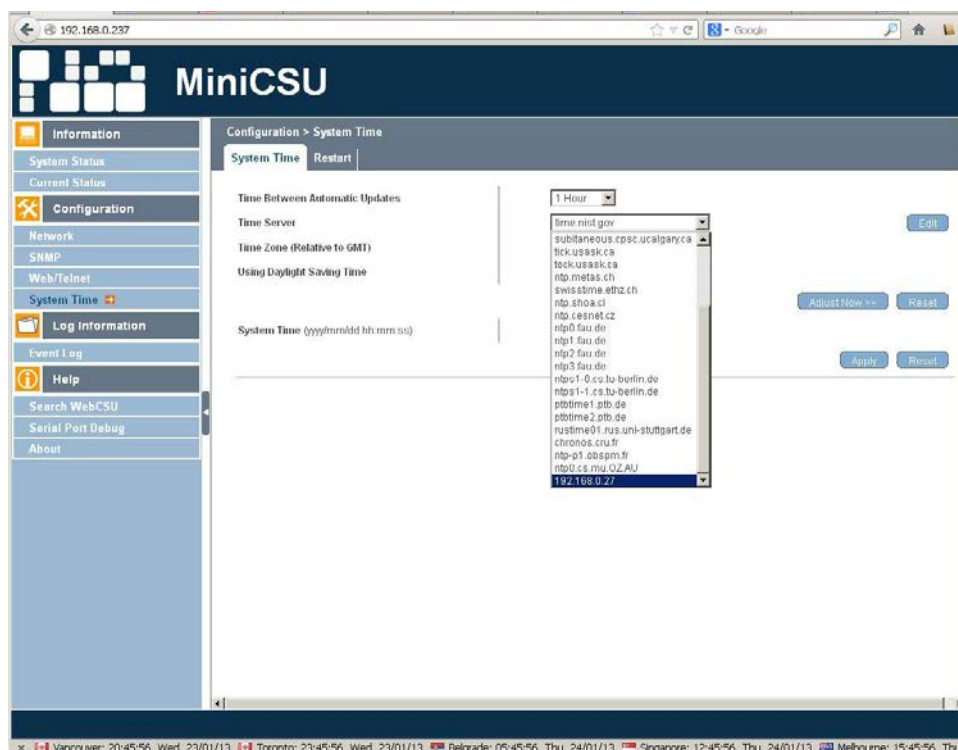 192.168.0.237
Google
MiniCSU
Information
System Status
Current Status
Configuration
Network
SNMP
Web/Telnet
System Time
Log Information
Event Log
Help
Search WebCSU
Serial Port Debug
About
Configuration > System Time
System Time Restart
Time Between Automatic Updates 1 Hour
Time Server time.nist.gov Edit
Time Zone (Relative to GMT)
Using Daylight Saving Time
Adjust Now >> Reset
System Time (yyyy/mm/dd hh:mm:ss)
Apply Reset
subitaneous.cpsc.ucalgary.ca
tick.usask.ca
tock.usask.ca
ntp.metas.ch
swisstime.ethz.ch
ntp.shoa.cl
ntp.cesnet.cz
ntp0.fau.de
ntp1.fau.de
ntp2.fau.de
ntp3.fau.de
ntps1-0.cs.tu-berlin.de
ntps1-1.cs.tu-berlin.de
ptbtime1.ptb.de
ptbtime2.ptb.de
rustime01.rus.uni-stuttgart.de
chronos.cru.fr
ntp-p1.obspm.fr
ntp0.cs.mu.OZ.AU
192.168.0.27
Vancouver: 20:45:56, Wed, 23/01/13 Toronto: 23:45:56, Wed, 23/01/13 Belgrade: 05:45:56, Thu, 24/01/13 Singapore: 12:45:56, Thu, 24/01/13 Melbourne: 15:45:56, Th